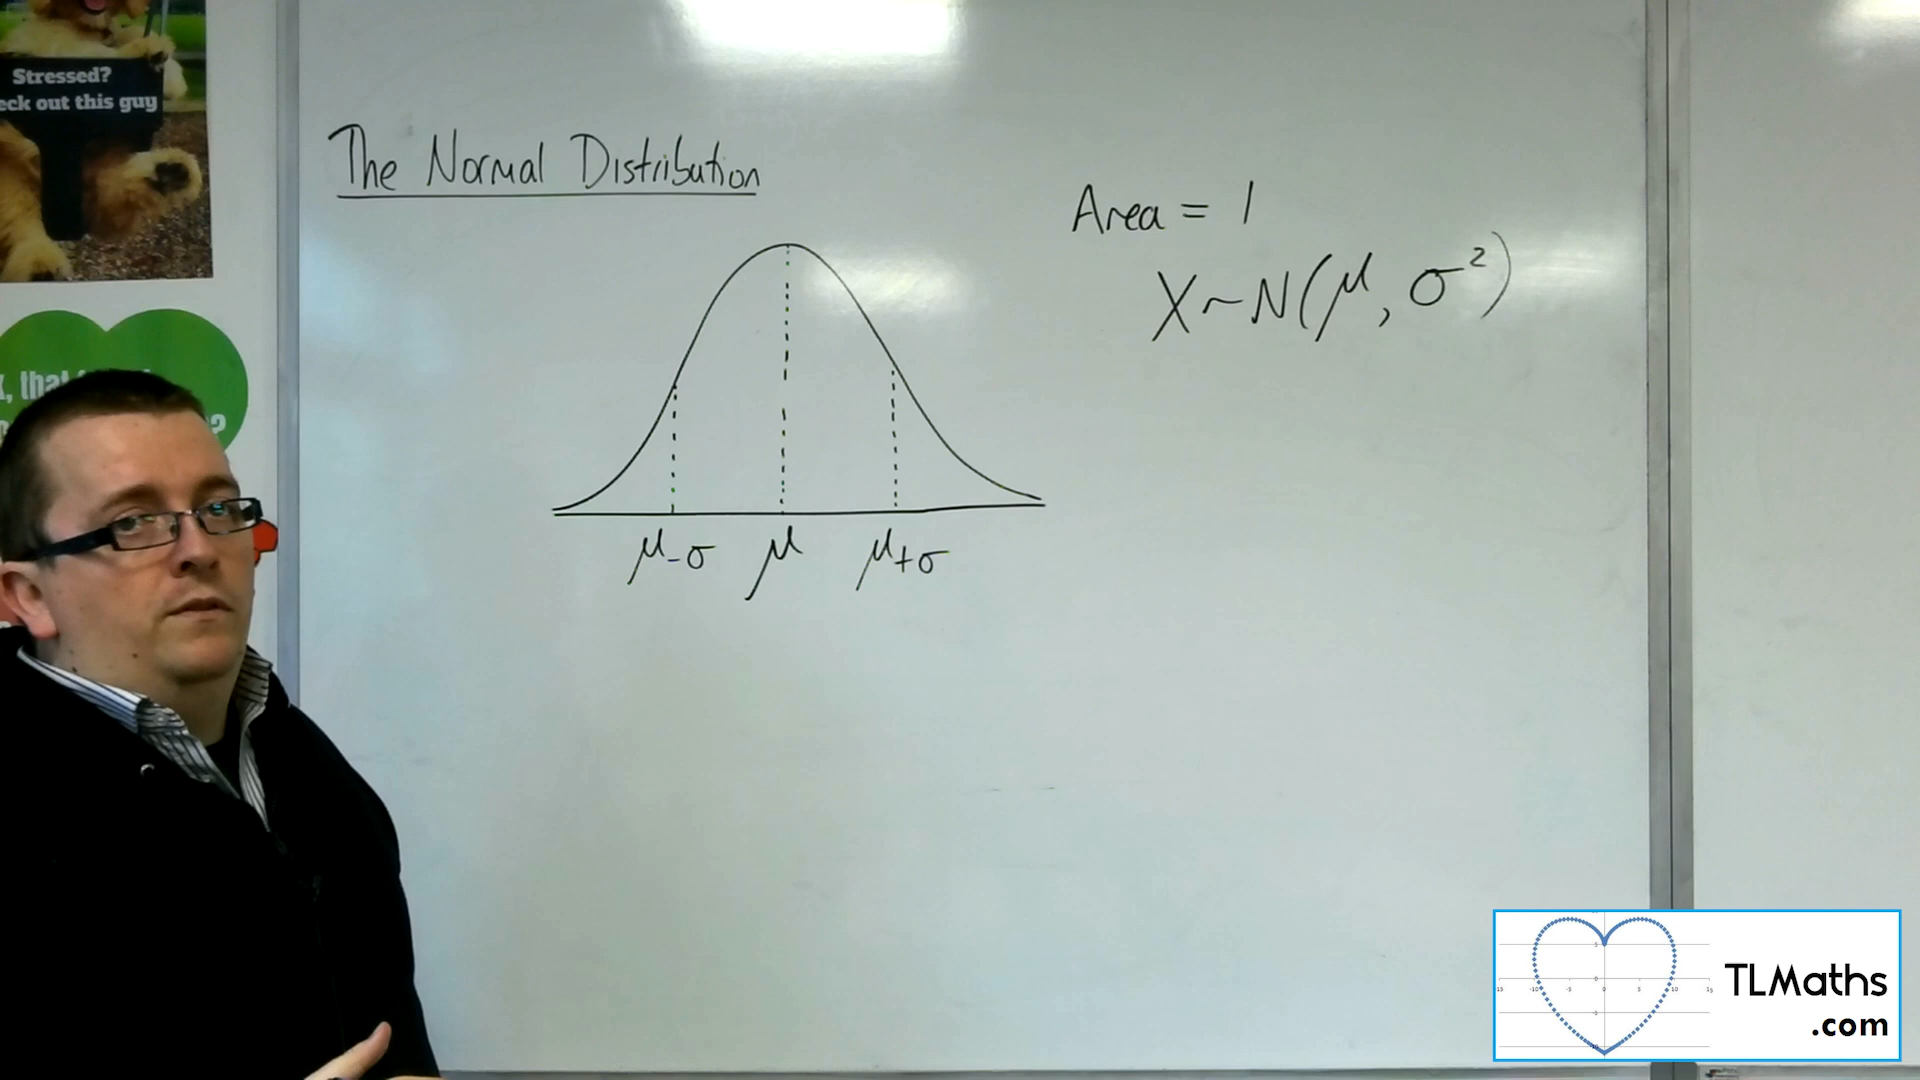 Stressed?
eck out this guy
The Normal Distribution
Area = 1
X~N(μ, σ²)
μ-σ μ μ+σ
TLMaths
.com